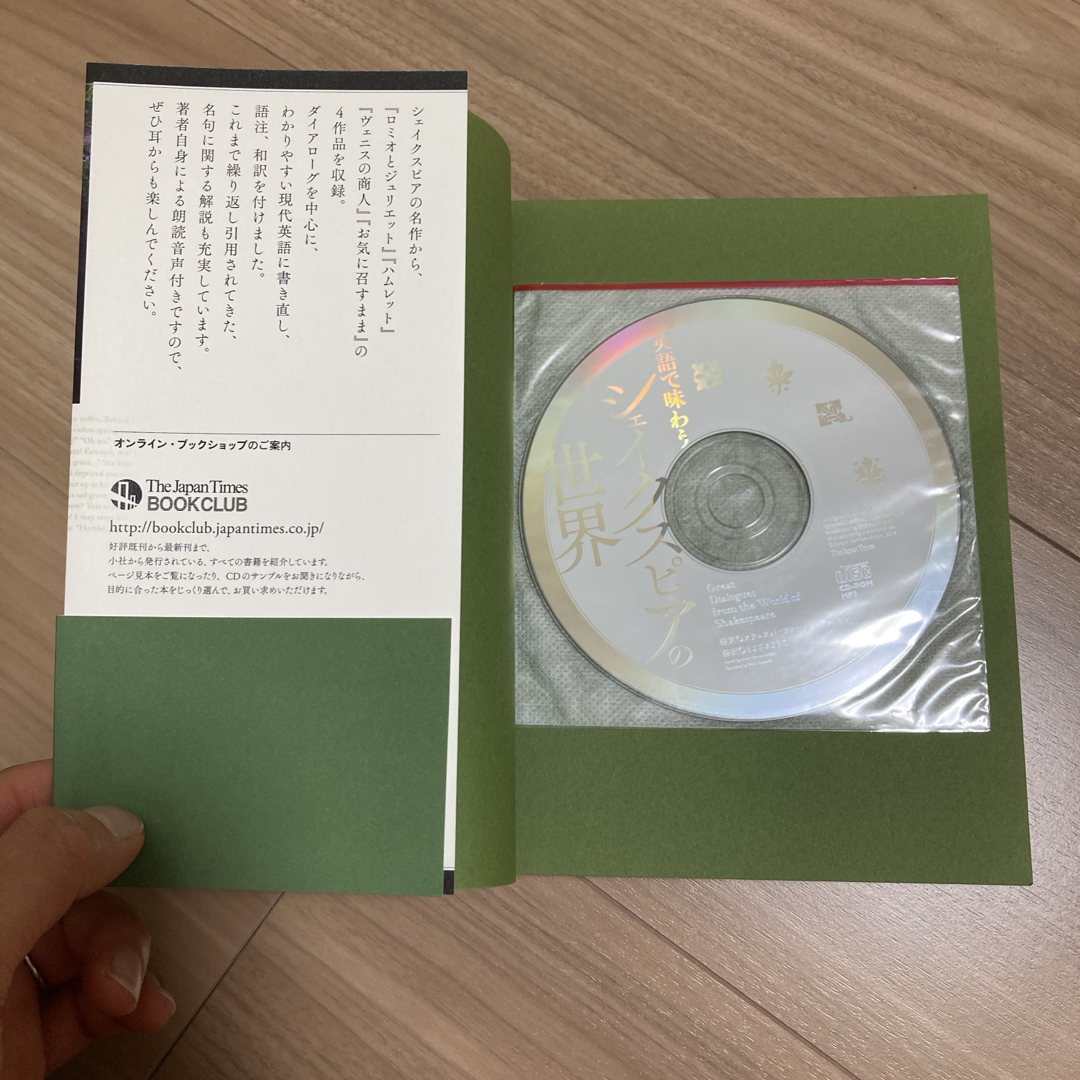 シェイクスピアの名作から、
『ロミオとジュリエット』『ハムレット』
『ヴェニスの商人』『お気に召すまま』の
4作品を収録。
ダイアローグを中心に、
わかりやすい現代英語に書き直し、
語注、和訳を付けました。
これまで繰り返し引用されてきた、
名句に関する解説も充実しています。
著者自身による朗読音声付きですので、
ぜひ耳からも楽しんでください。
オンライン・ブックショップのご案内
The Japan Times
BOOK CLUB
http://bookclub.japantimes.co.jp/
好評既刊から最新刊まで、
小社から発行されている、すべての書籍を紹介しています。
ページ見本をご覧になったり、CDのサンプルをお聞きになりながら、
目的に合った本をじっくり選んで、お買い求めいただけます。
英語で味わう
シェイクスピアの
世界
Great
Dialogues
from the World of
Shakespeare
The Japan Times
disc
CD-ROM
MP3